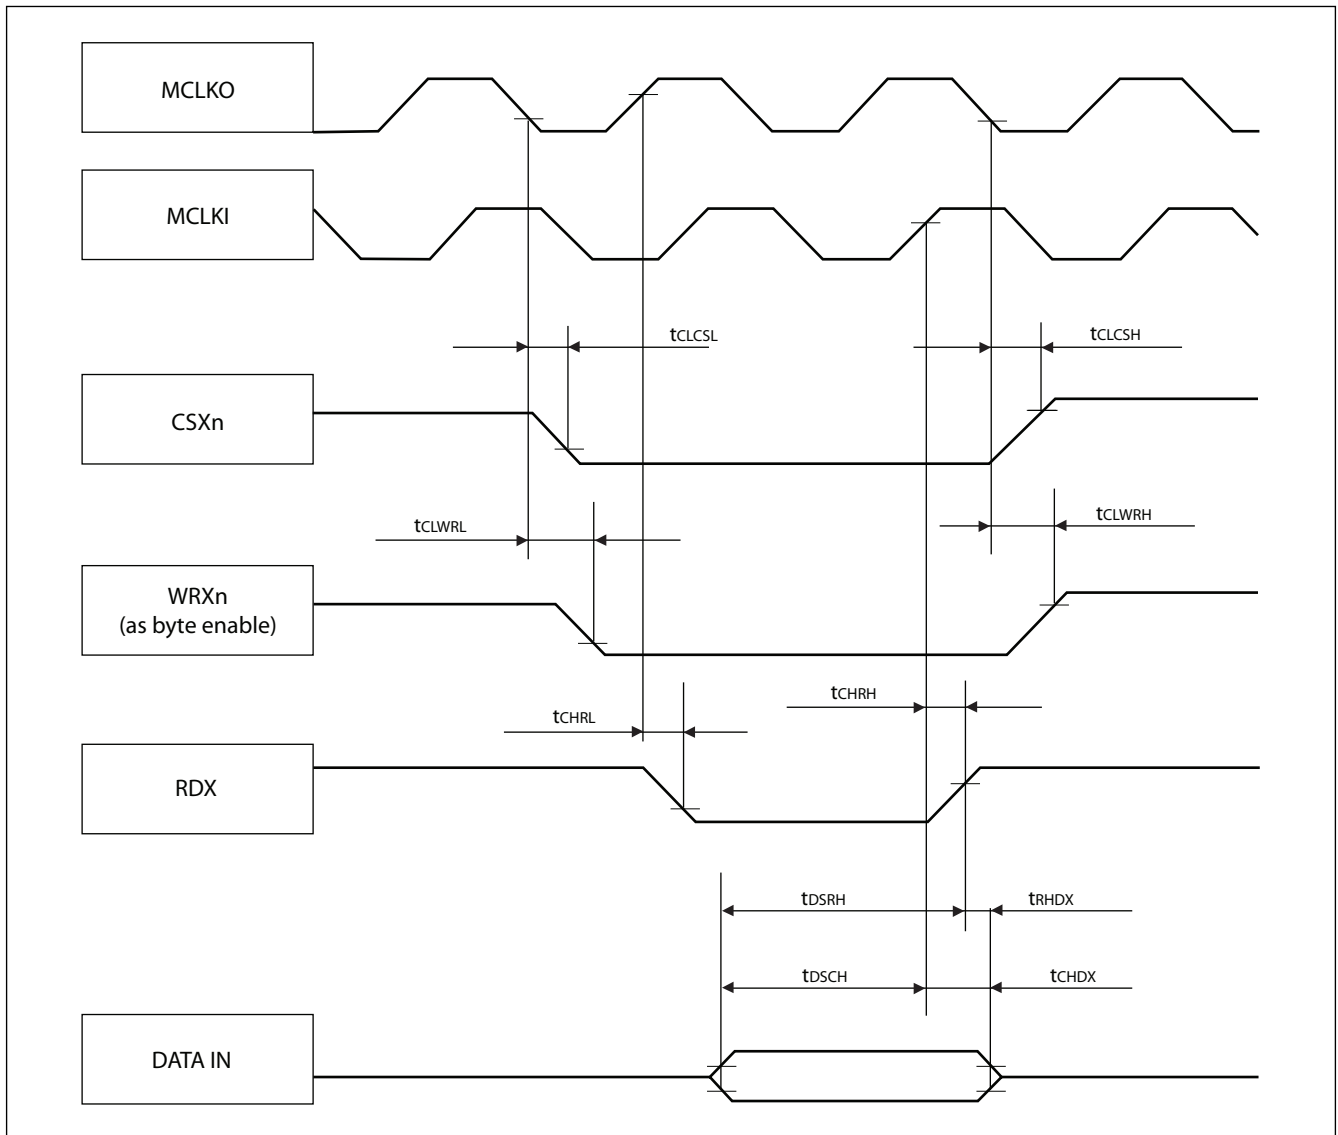 MCLKO
MCLKI
tCLCSL
tCLCSH
CSXn
tCLWRL
tCLWRH
WRXn
(as byte enable)
tCHRH
tCHRL
RDX
tDSRH
tRHDX
tDSCH
tCHDX
DATA IN